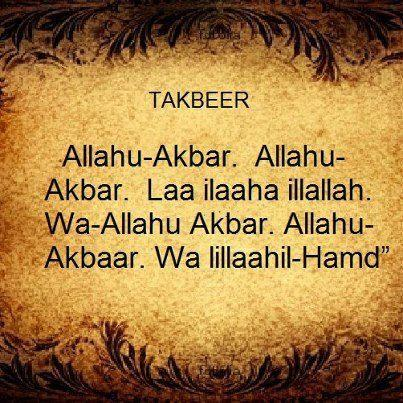 TAKBEER
Allahu-Akbar.  Allahu-
Akbar.  Laa ilaaha illallah.
Wa-Allahu Akbar. Allahu-
Akbaar. Wa lillaahil-Hamd”